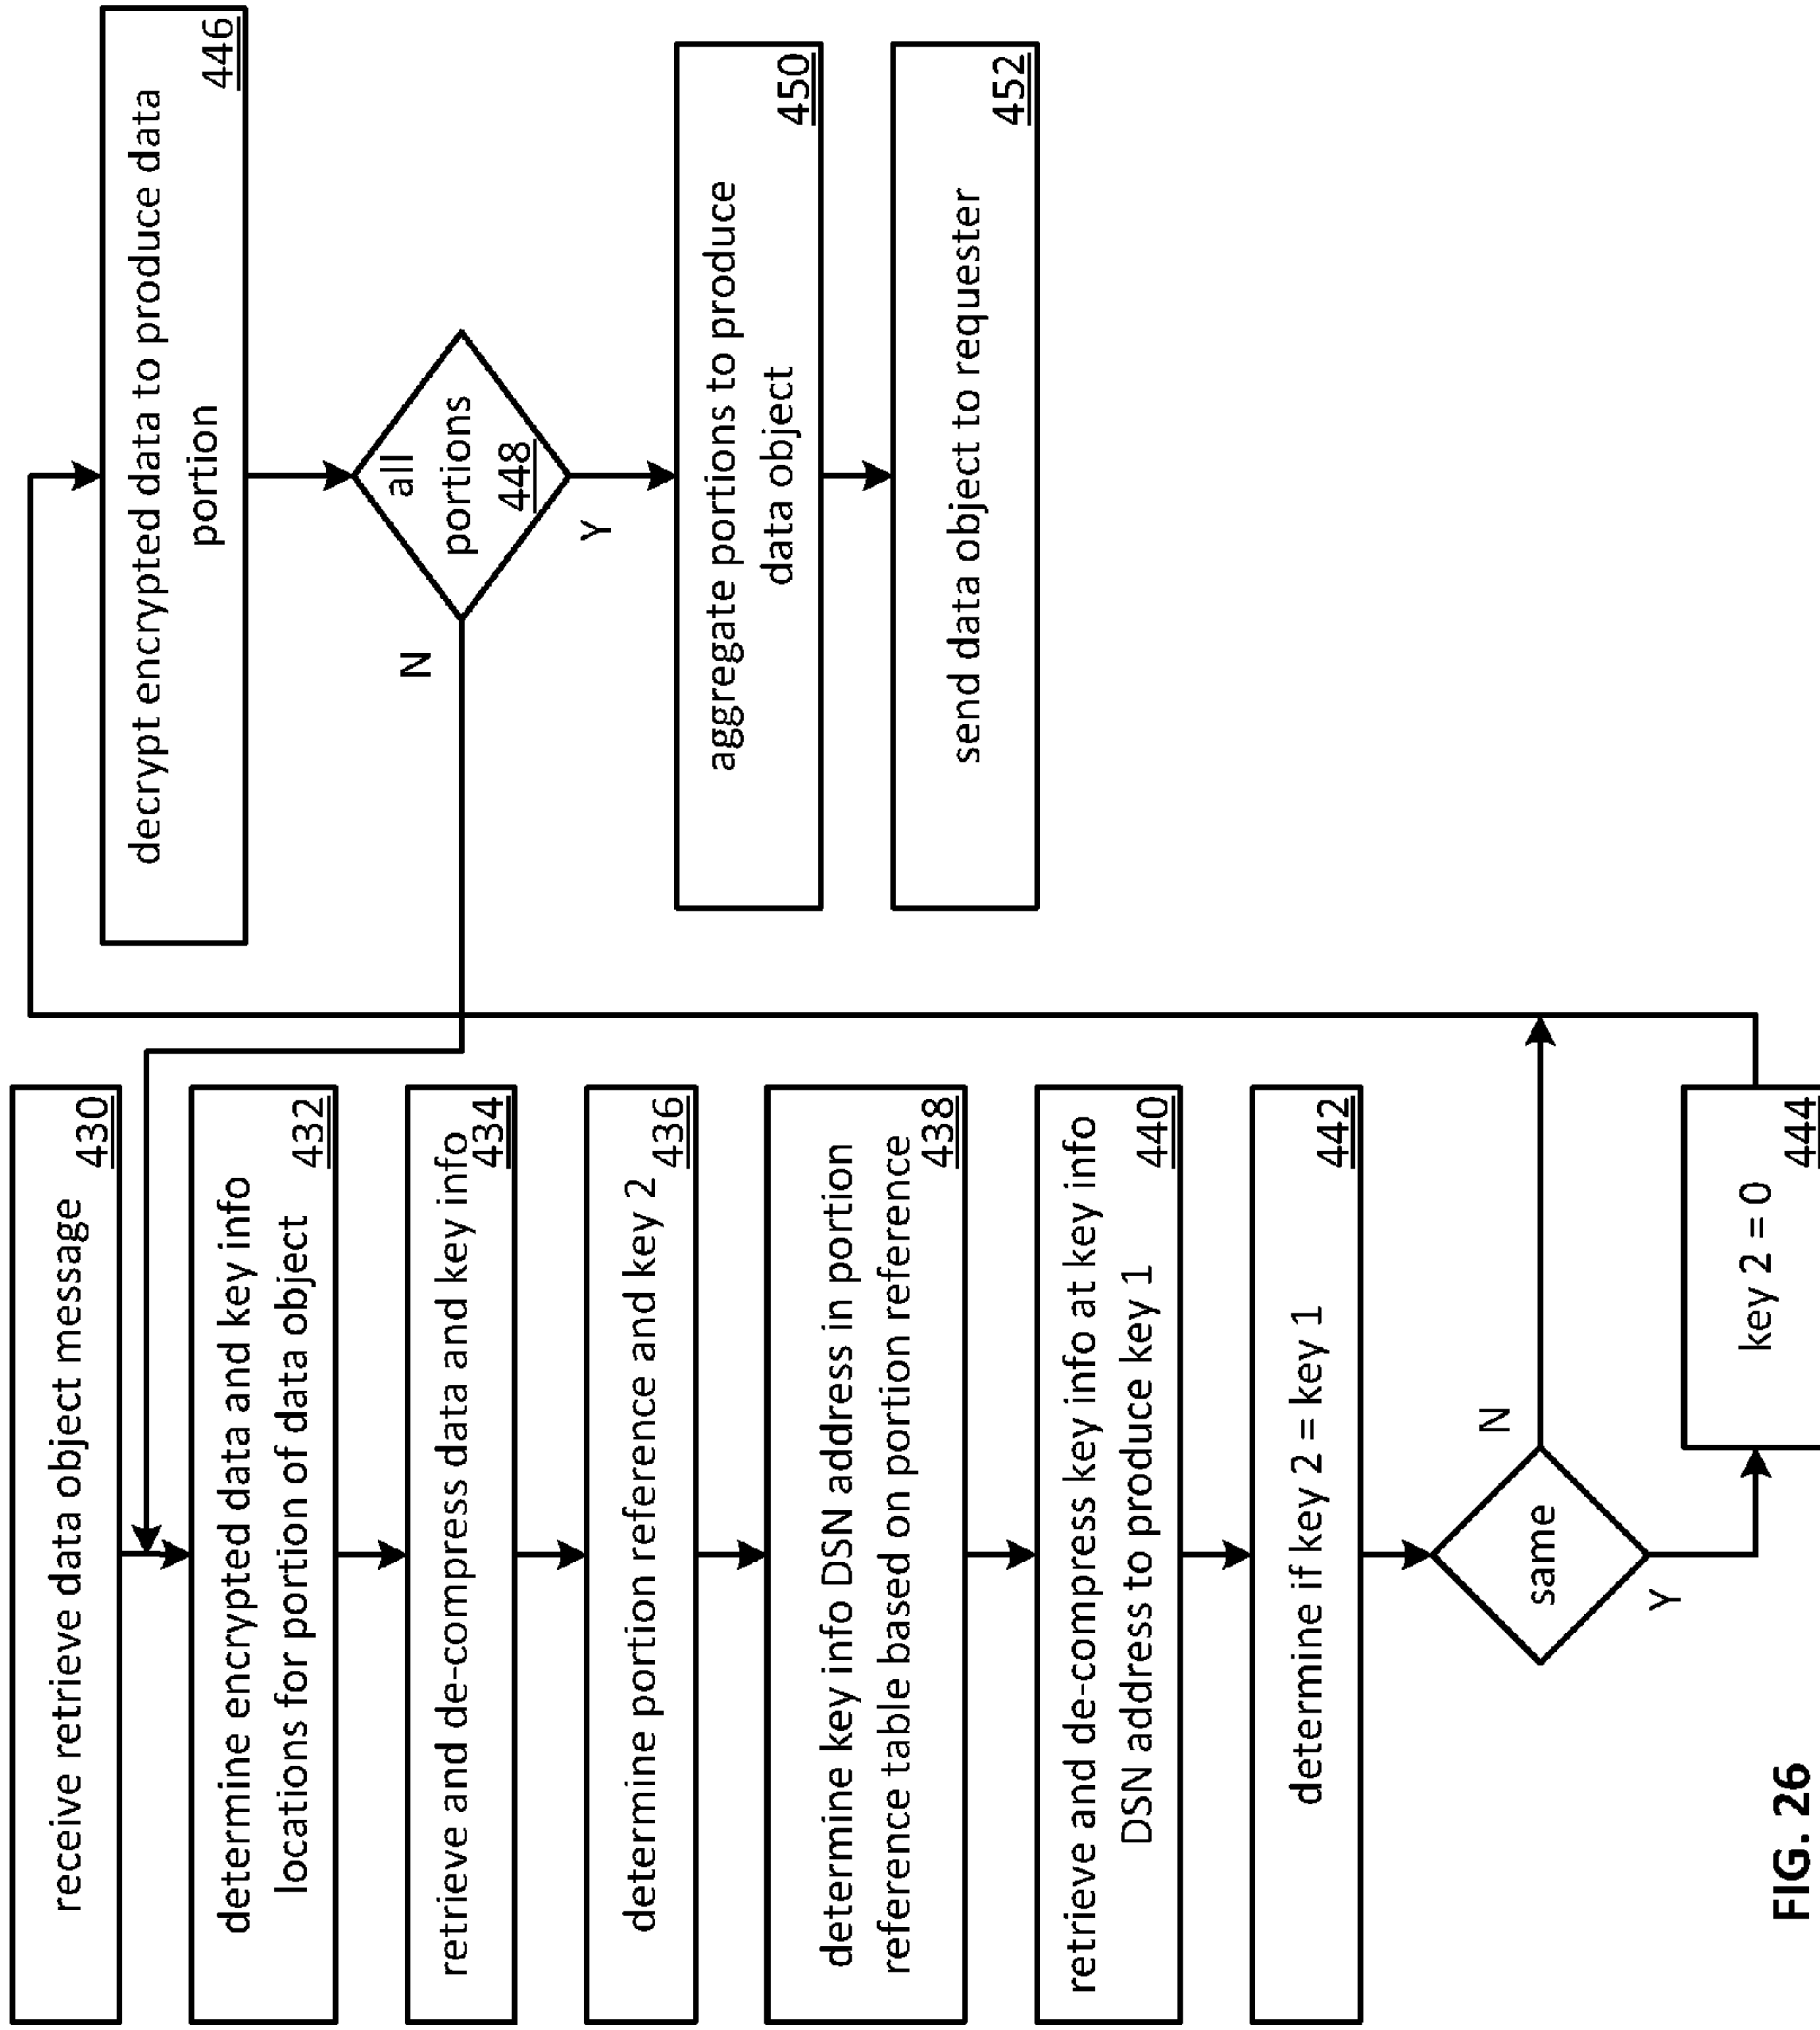 receive retrieve data object message
430
determine encrypted data and key info
locations for portion of data object
432
retrieve and de-compress data and key info
434
determine portion reference and key 2
436
determine key info DSN address in portion
reference table based on portion reference
438
retrieve and de-compress key info at key info
DSN address to produce key 1
440
determine if key 2 = key 1
442
same
N
Y
key 2 = 0
444
decrypt encrypted data to produce data
portion
446
all
portions
448
N
Y
aggregate portions to produce
data object
450
send data object to requester
452
FIG. 26